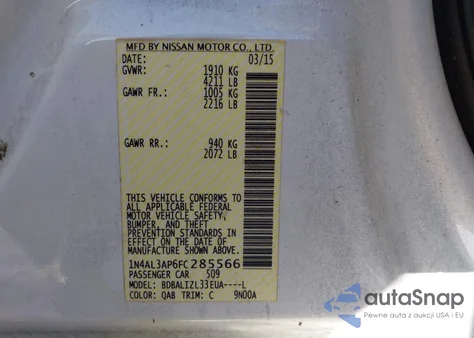 MFD BY NISSAN MOTOR CO., LTD.
DATE: 03/15
GVWR: 1910 KG
4211 LB
GAWR FR.: 1005 KG
2216 LB
GAWR RR.: 940 KG
2072 LB
THIS VEHICLE CONFORMS TO
ALL APPLICABLE FEDERAL
MOTOR VEHICLE SAFETY,
BUMPER, AND THEFT
PREVENTION STANDARDS IN
EFFECT ON THE DATE OF
MANUFACTURE SHOWN ABOVE.
1N4AL3AP6FC285566
PASSENGER CAR 509
MODEL: BDBALIZL33EUA----L
COLOR: QAB TRIM: C 9N00A
autoSnap
Pewne auta z aukcji USA i Kanady